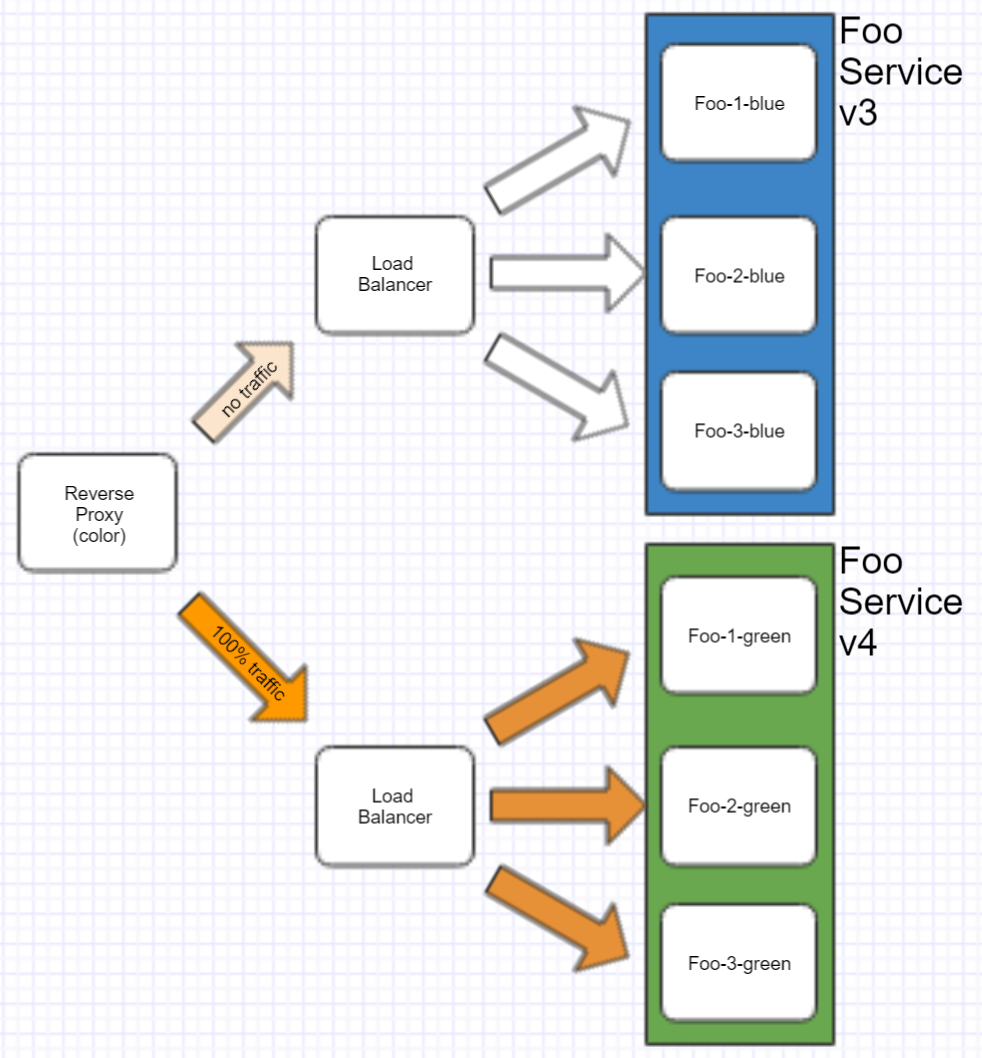 Foo
Service
v3
Foo-1-blue
Load
Balancer
Foo-2-blue
no traffic
Foo-3-blue
Reverse
Proxy
(color)
Foo
Service
v4
100% traffic
Foo-1-green
Load
Balancer
Foo-2-green
Foo-3-green